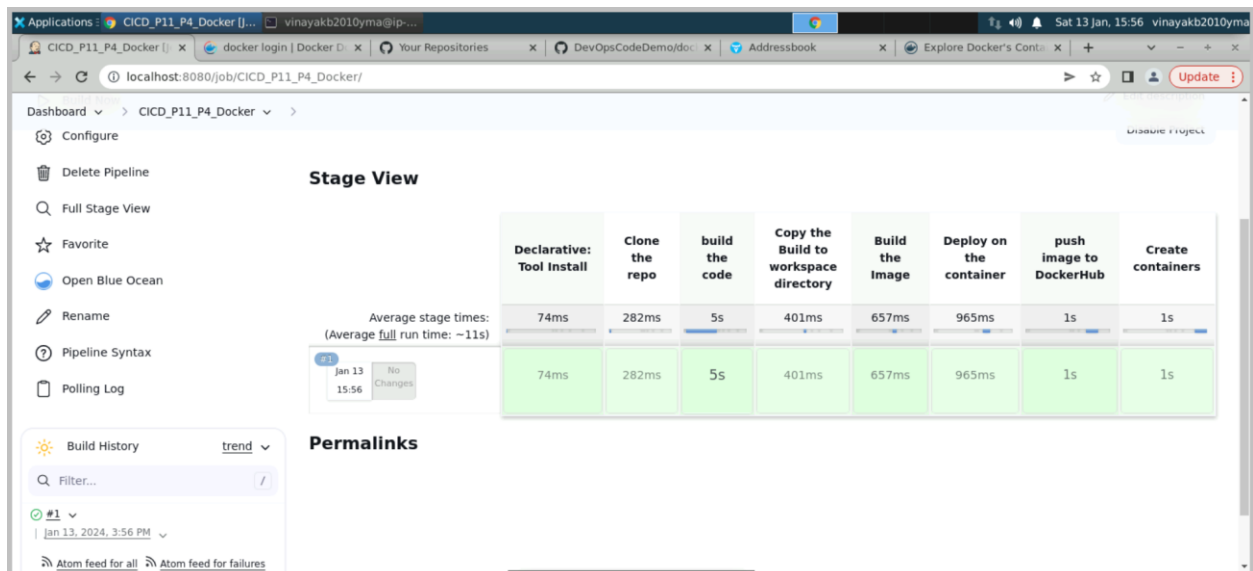 Applications
CICD_P11_P4_Docker [J...
vinayakb2010yma@ip-...
Sat 13 Jan, 15:56 vinayakb2010yma
CICD_P11_P4_Docker [J
docker login | Docker D
Your Repositories
DevOpsCodeDemo/doc
Addressbook
Explore Docker's Conta
localhost:8080/job/CICD_P11_P4_Docker/
Update
Dashboard
CICD_P11_P4_Docker
Build Now
Edit description
Disable Project
Configure
Delete Pipeline
Full Stage View
Favorite
Open Blue Ocean
Rename
Pipeline Syntax
Polling Log
Build History
trend
Filter...
/
#1
Jan 13, 2024, 3:56 PM
Atom feed for all
Atom feed for failures
Stage View
Declarative:
Tool Install
Clone
the
repo
build
the
code
Copy the
Build to
workspace
directory
Build
the
Image
Deploy on
the
container
push
image to
DockerHub
Create
containers
Average stage times:
(Average full run time: ~11s)
74ms
282ms
5s
401ms
657ms
965ms
1s
1s
#1
Jan 13
15:56
No
Changes
74ms
282ms
5s
401ms
657ms
965ms
1s
1s
Permalinks